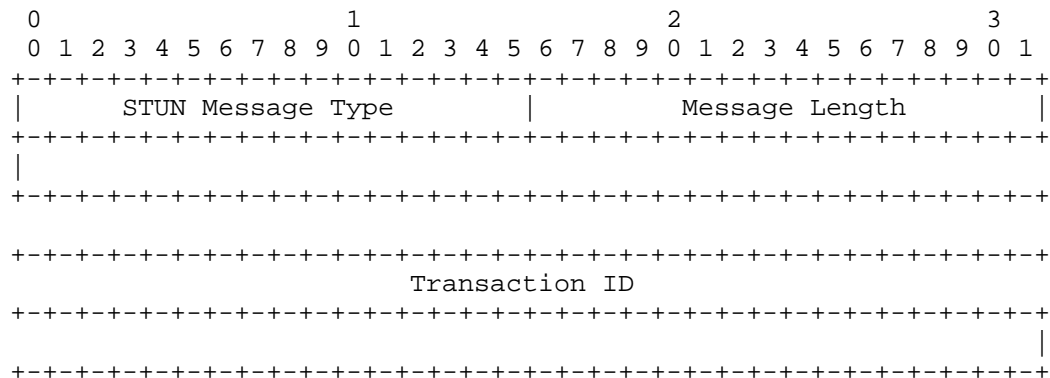 0                   1                   2                   3
 0 1 2 3 4 5 6 7 8 9 0 1 2 3 4 5 6 7 8 9 0 1 2 3 4 5 6 7 8 9 0 1
+-+-+-+-+-+-+-+-+-+-+-+-+-+-+-+-+-+-+-+-+-+-+-+-+-+-+-+-+-+-+-+-+
|      STUN Message Type        |         Message Length        |
+-+-+-+-+-+-+-+-+-+-+-+-+-+-+-+-+-+-+-+-+-+-+-+-+-+-+-+-+-+-+-+-+
|
+-+-+-+-+-+-+-+-+-+-+-+-+-+-+-+-+-+-+-+-+-+-+-+-+-+-+-+-+-+-+-+-+

+-+-+-+-+-+-+-+-+-+-+-+-+-+-+-+-+-+-+-+-+-+-+-+-+-+-+-+-+-+-+-+-+
                         Transaction ID
+-+-+-+-+-+-+-+-+-+-+-+-+-+-+-+-+-+-+-+-+-+-+-+-+-+-+-+-+-+-+-+-+
                                                                |
+-+-+-+-+-+-+-+-+-+-+-+-+-+-+-+-+-+-+-+-+-+-+-+-+-+-+-+-+-+-+-+-+